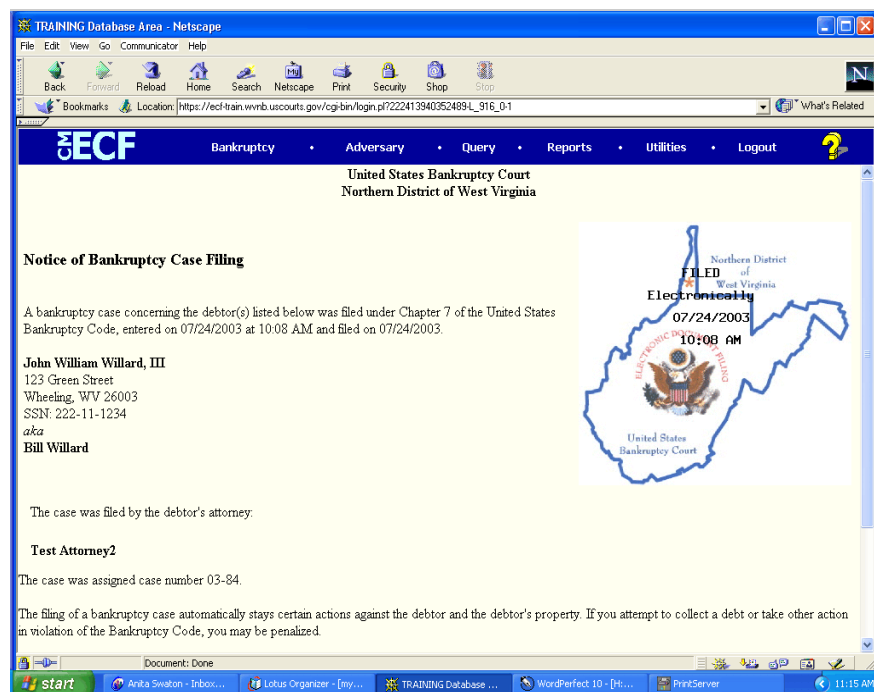 TRAINING Database Area - Netscape
File Edit View Go Communicator Help
Back Forward Reload Home Search Netscape Print Security Shop Stop
My
N
Bookmarks Location: https://ecf-train.wvnb.uscourts.gov/cgi-bin/login.pl?222413940352489-L_916_0-1 What's Related
CM ECF Bankruptcy • Adversary • Query • Reports • Utilities • Logout ?
United States Bankruptcy Court
Northern District of West Virginia
Notice of Bankruptcy Case Filing
Northern District
of
West Virginia
FILED
Electronically
07/24/2003
10:08 AM
ELECTRONIC DOCUMENT FILING
United States
Bankruptcy Court
A bankruptcy case concerning the debtor(s) listed below was filed under Chapter 7 of the United States
Bankruptcy Code, entered on 07/24/2003 at 10:08 AM and filed on 07/24/2003.
John William Willard, III
123 Green Street
Wheeling, WV 26003
SSN: 222-11-1234
aka
Bill Willard
The case was filed by the debtor's attorney:
Test Attorney2
The case was assigned case number 03-84.
The filing of a bankruptcy case automatically stays certain actions against the debtor and the debtor's property. If you attempt to collect a debt or take other action
in violation of the Bankruptcy Code, you may be penalized.
Document: Done
start Anita Swaton - Inbox... Lotus Organizer - [my... TRAINING Database ... WordPerfect 10 - [H:... PrintServer 11:15 AM